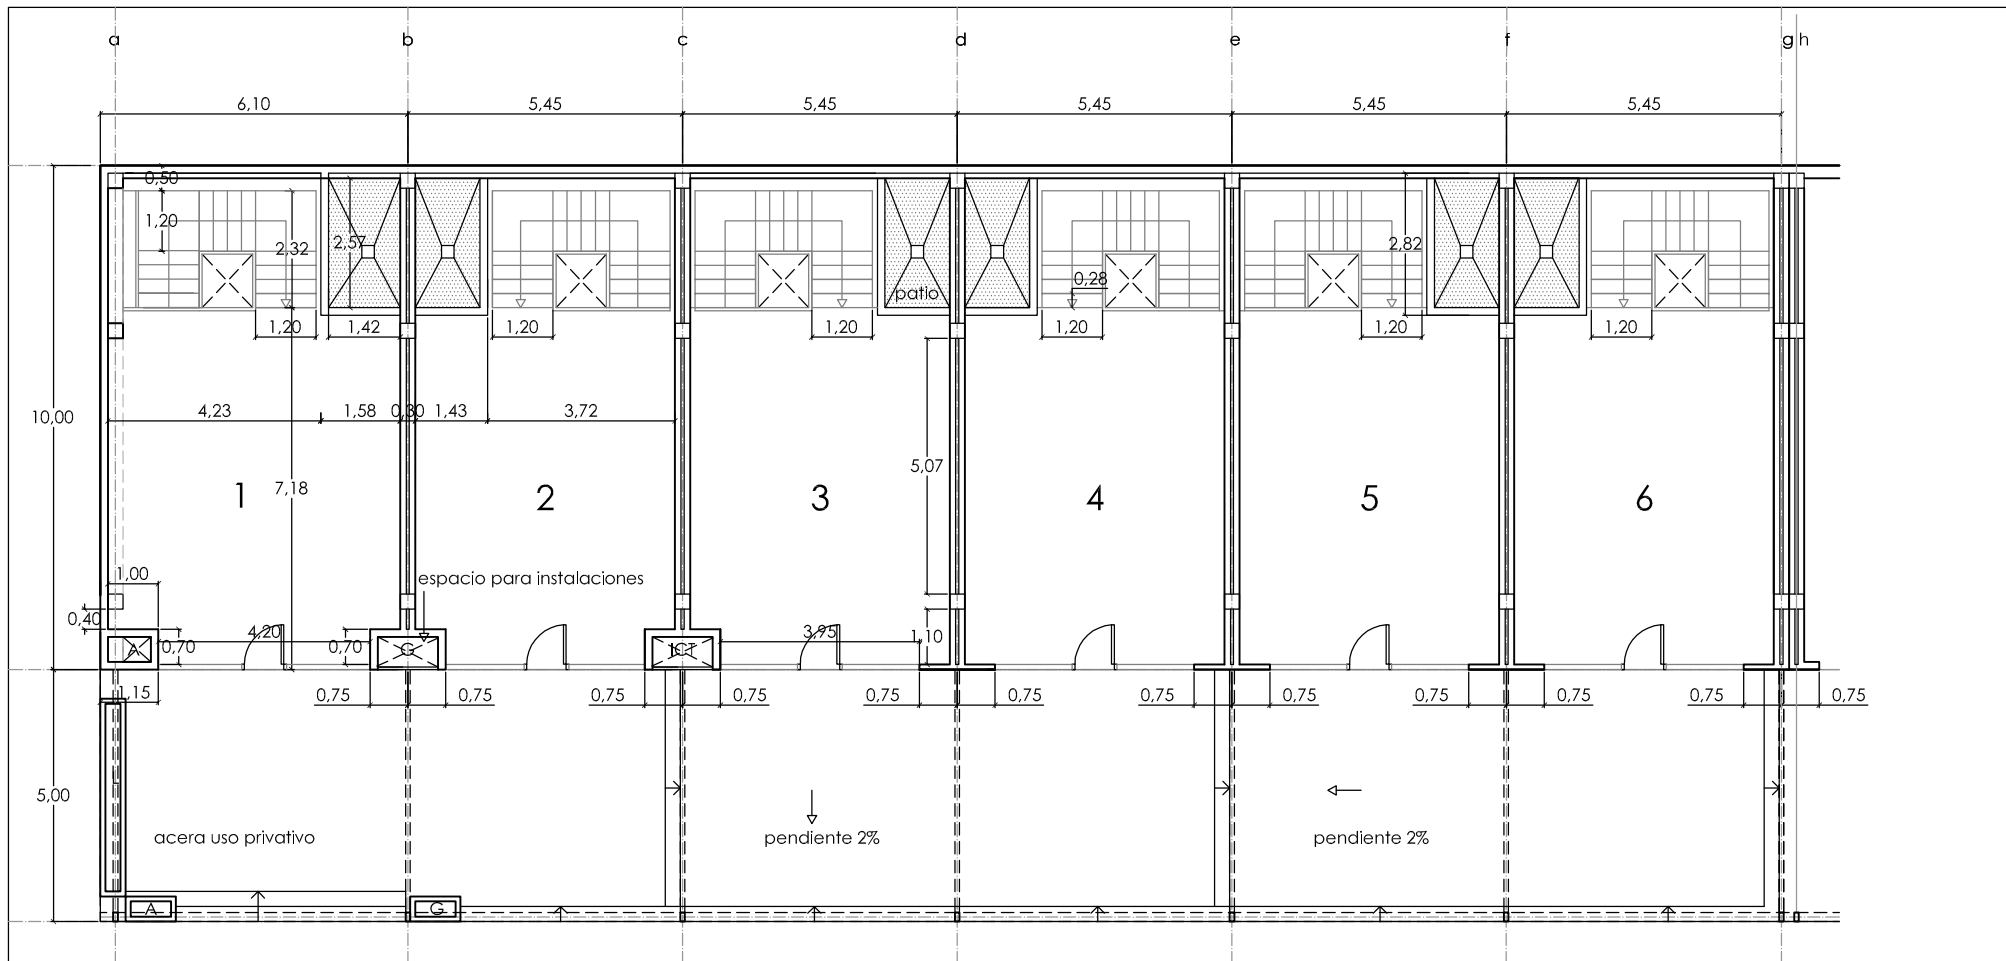 a b c d e f g h
6,10 5,45 5,45 5,45 5,45 5,45
0,50
1,20 2,32 2,57 2,82
0,28
patio
1,20 1,42 1,20 1,20 1,20 1,20 1,20
10,00 4,23 1,58 0,30 1,43 3,72
5,07
1 7,18 2 3 4 5 6
1,00 espacio para instalaciones
0,40
A 0,70 4,20 0,70 G ICT 3,95 1,10
1,15 0,75 0,75 0,75 0,75 0,75 0,75 0,75 0,75 0,75 0,75 0,75 0,75
5,00
acera uso privativo pendiente 2% pendiente 2%
A G